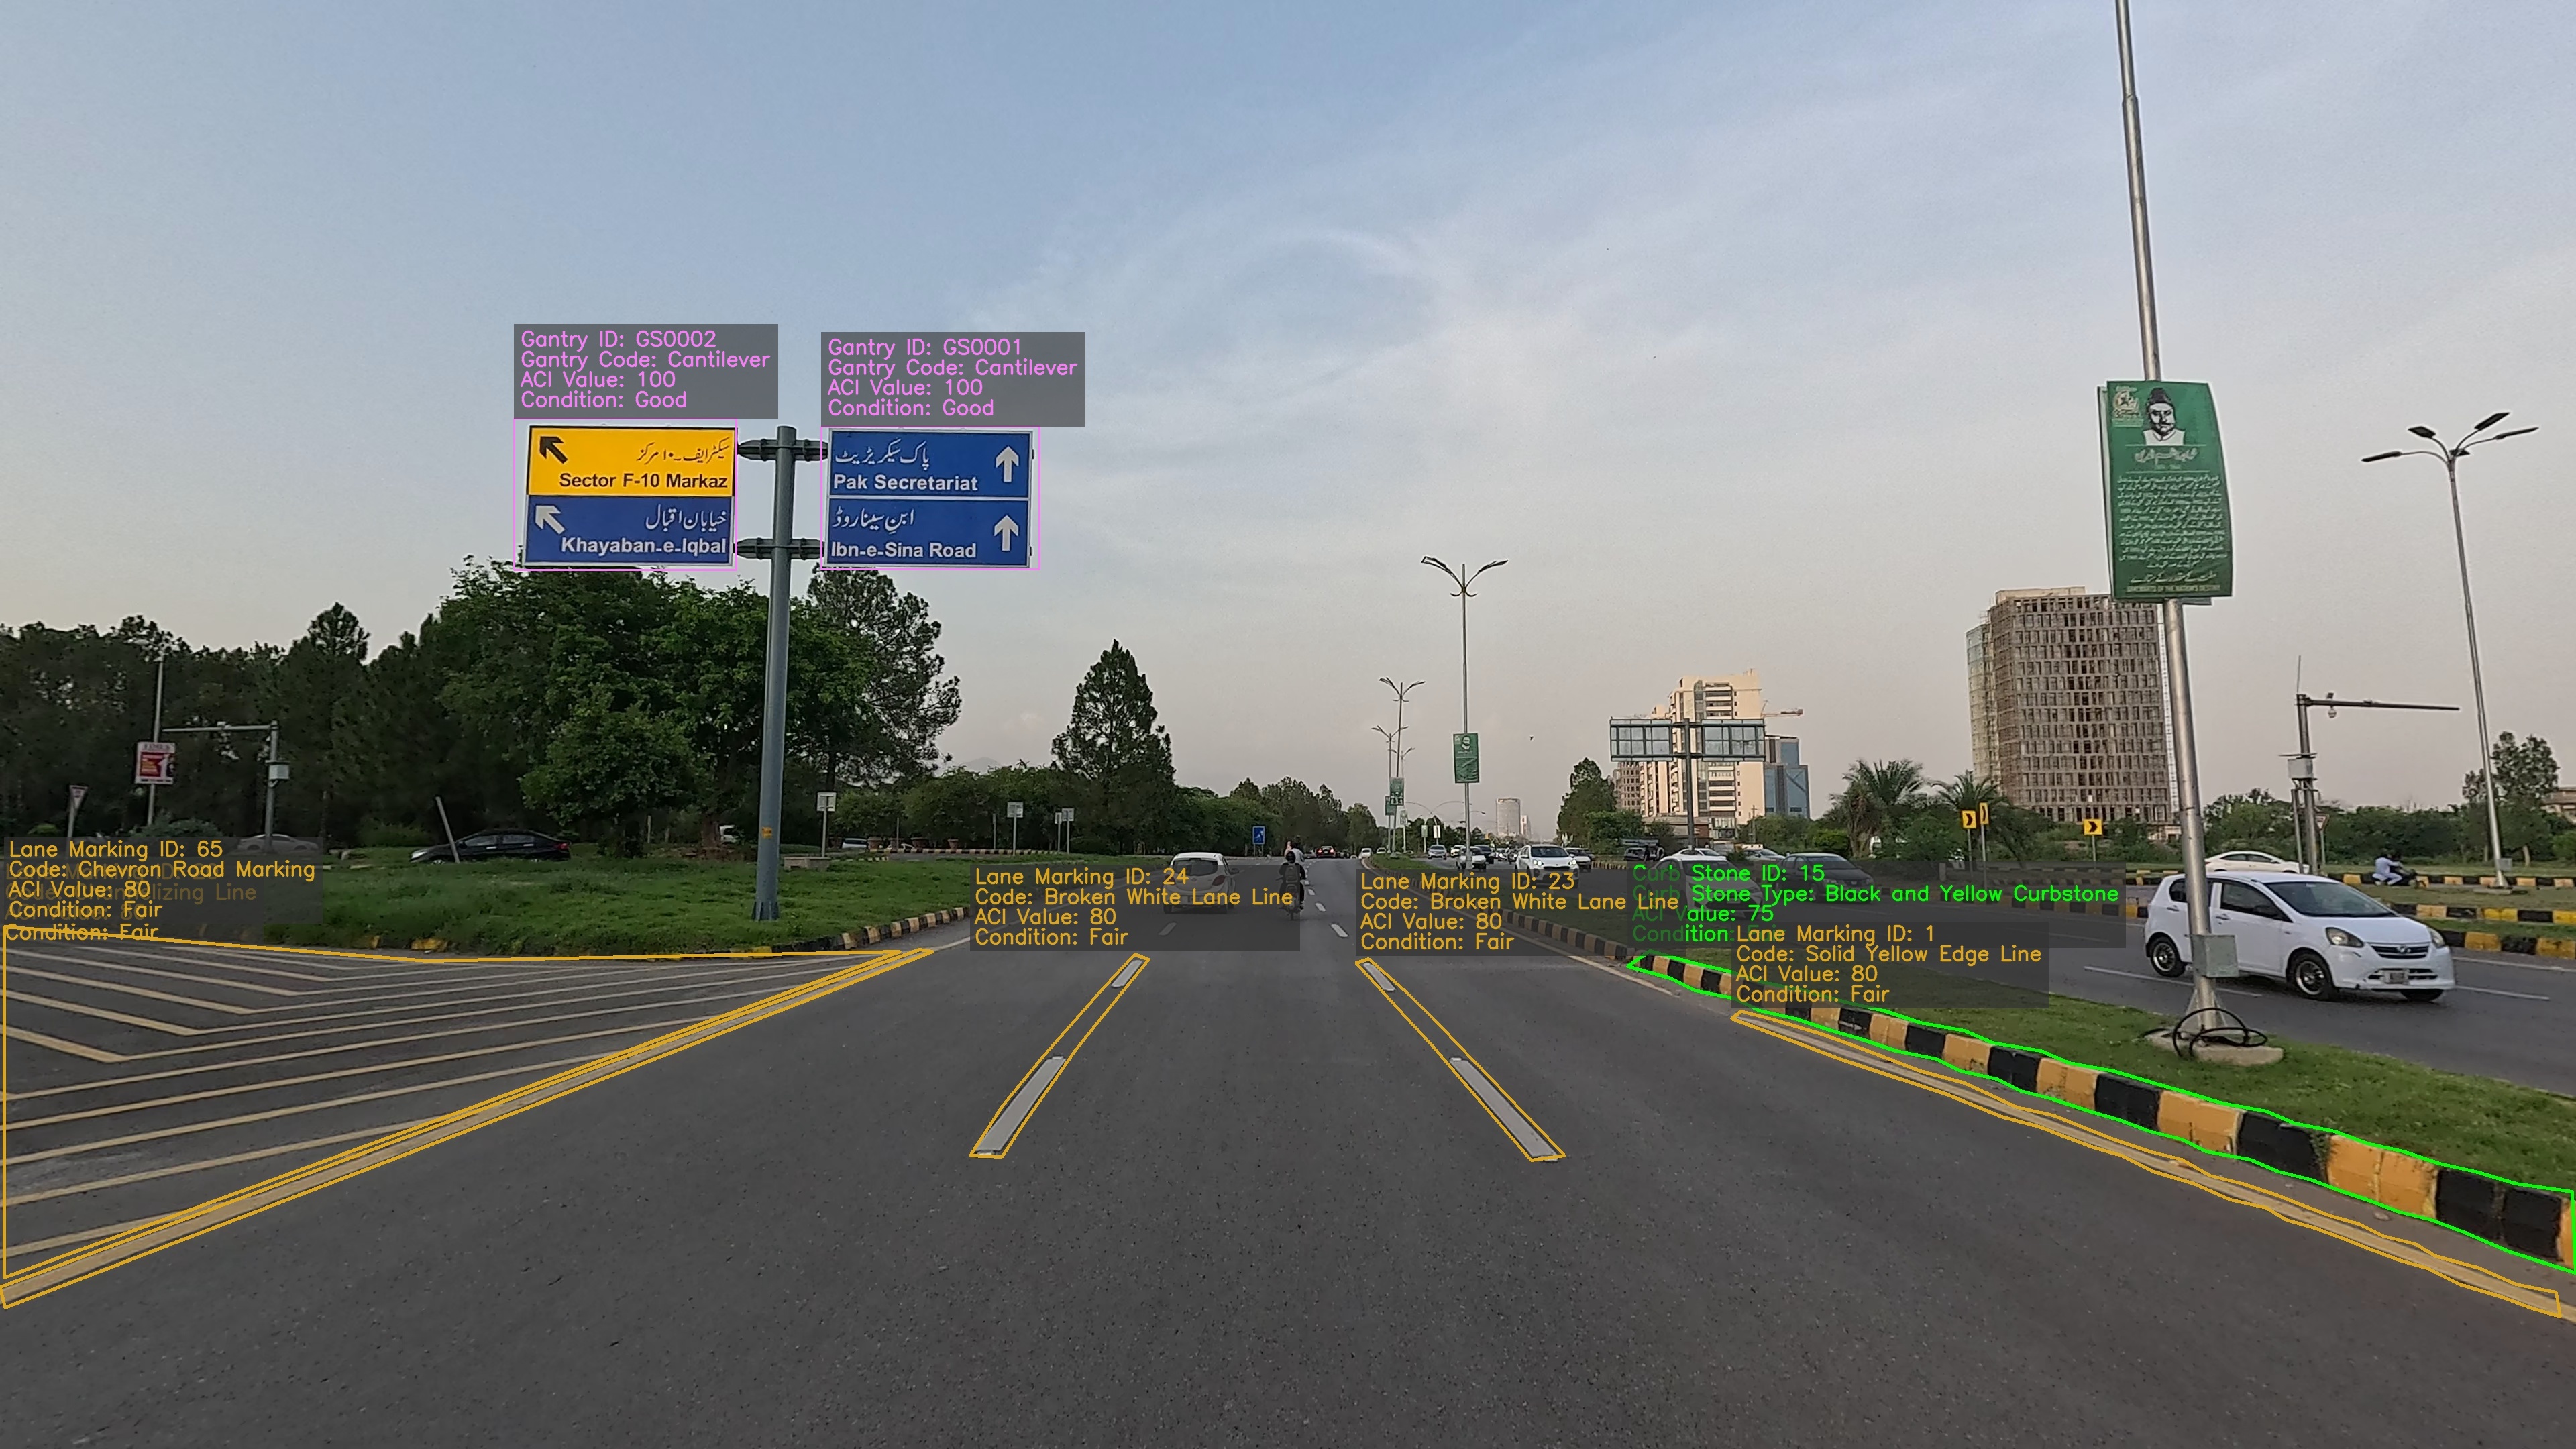 Gantry ID: GS0002
Gantry Code: Cantilever
ACI Value: 100
Condition: Good
Gantry ID: GS0001
Gantry Code: Cantilever
ACI Value: 100
Condition: Good
سیکٹر ایف۔۱۰ مرکز
Sector F-10 Markaz
خیابان اقبال
Khayaban-e-Iqbal
پاک سیکریٹریٹ
Pak Secretariat
ابنِ سینا روڈ
Ibn-e-Sina Road
Lane Marking ID: 65
Code: Chevron Road Marking
ACI Value: 80
Condition: Fair
Condition: Fair
Lane Marking ID: 24
Code: Broken White Lane Line
ACI Value: 80
Condition: Fair
Lane Marking ID: 23
Code: Broken White Lane Line
ACI Value: 80
Condition: Fair
Curb Stone ID: 15
Curb Stone Type: Black and Yellow Curbstone
ACI Value: 75
Condition:
Lane Marking ID: 1
Code: Solid Yellow Edge Line
ACI Value: 80
Condition: Fair